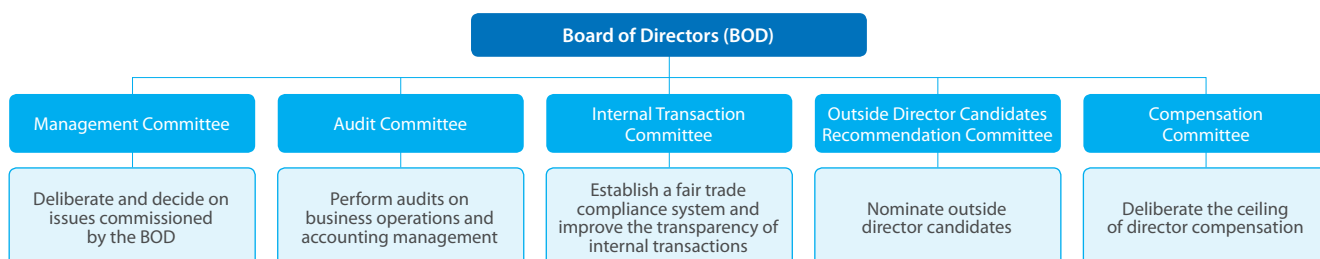 Board of Directors (BOD)
Management Committee
Audit Committee
Internal Transaction
Committee
Outside Director Candidates
Recommendation Committee
Compensation
Committee
Deliberate and decide on
issues commissioned
by the BOD
Perform audits on
business operations and
accounting management
Establish a fair trade
compliance system and
improve the transparency of
internal transactions
Nominate outside
director candidates
Deliberate the ceiling
of director compensation